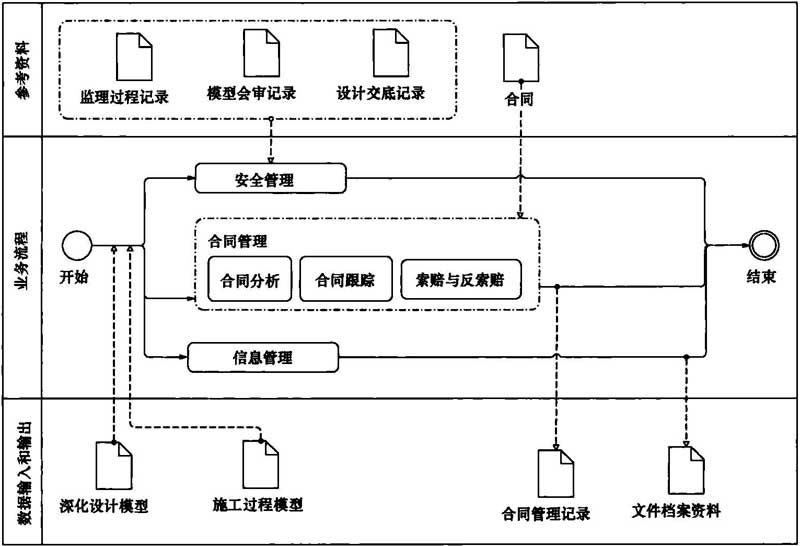 参考资料
监理过程记录
模型会审记录
设计交底记录
合同
业务流程
开始
安全管理
合同管理
合同分析
合同跟踪
索赔与反索赔
信息管理
结束
数据输入和输出
深化设计模型
施工过程模型
合同管理记录
文件档案资料